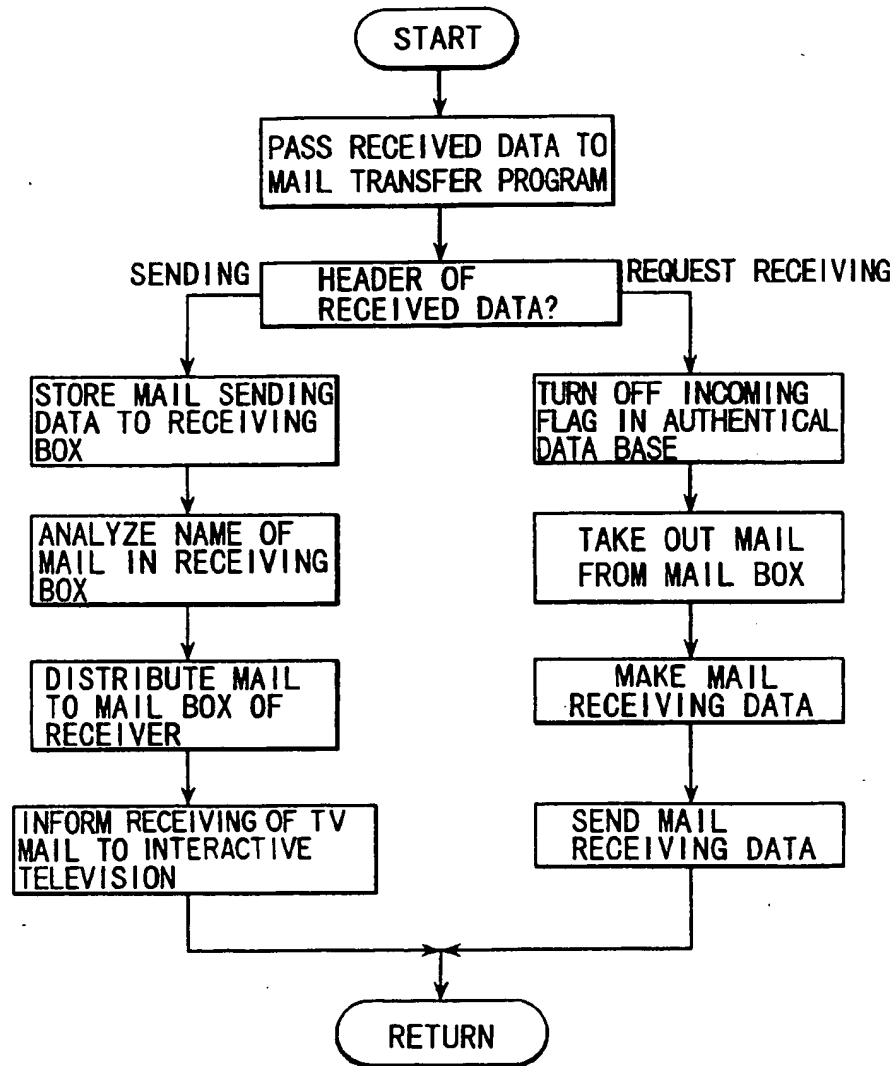 START
PASS RECEIVED DATA TO
MAIL TRANSFER PROGRAM
SENDING
HEADER OF
RECEIVED DATA?
REQUEST RECEIVING
STORE MAIL SENDING
DATA TO RECEIVING
BOX
ANALYZE NAME OF
MAIL IN RECEIVING
BOX
DISTRIBUTE MAIL
TO MAIL BOX OF
RECEIVER
INFORM RECEIVING OF TV
MAIL TO INTERACTIVE
TELEVISION
TURN OFF INCOMING
FLAG IN AUTHENTICAL
DATA BASE
TAKE OUT MAIL
FROM MAIL BOX
MAKE MAIL
RECEIVING DATA
SEND MAIL
RECEIVING DATA
RETURN